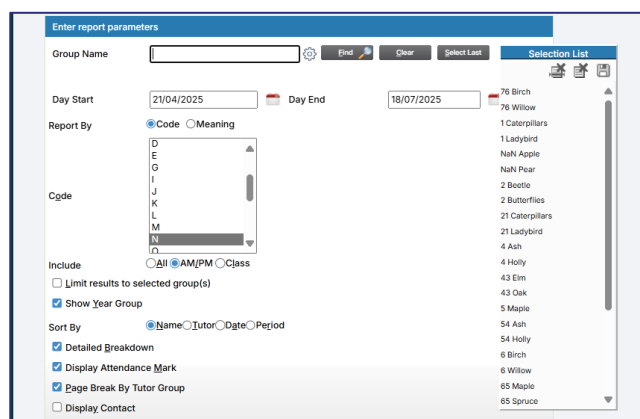 Enter report parameters
Group Name Find Clear Select Last
Day Start 21/04/2025 Day End 18/07/2025
Report By Code Meaning
Code
D
E
G
I
J
K
L
M
N
O
Include All AM/PM Class
Limit results to selected group(s)
Show Year Group
Sort By Name Tutor Date Period
Detailed Breakdown
Display Attendance Mark
Page Break By Tutor Group
Display Contact
Selection List
76 Birch
76 Willow
1 Caterpillars
1 Ladybird
NaN Apple
NaN Pear
2 Beetle
2 Butterflies
21 Caterpillars
21 Ladybird
4 Ash
4 Holly
43 Elm
43 Oak
5 Maple
54 Ash
54 Holly
6 Birch
6 Willow
65 Maple
65 Spruce